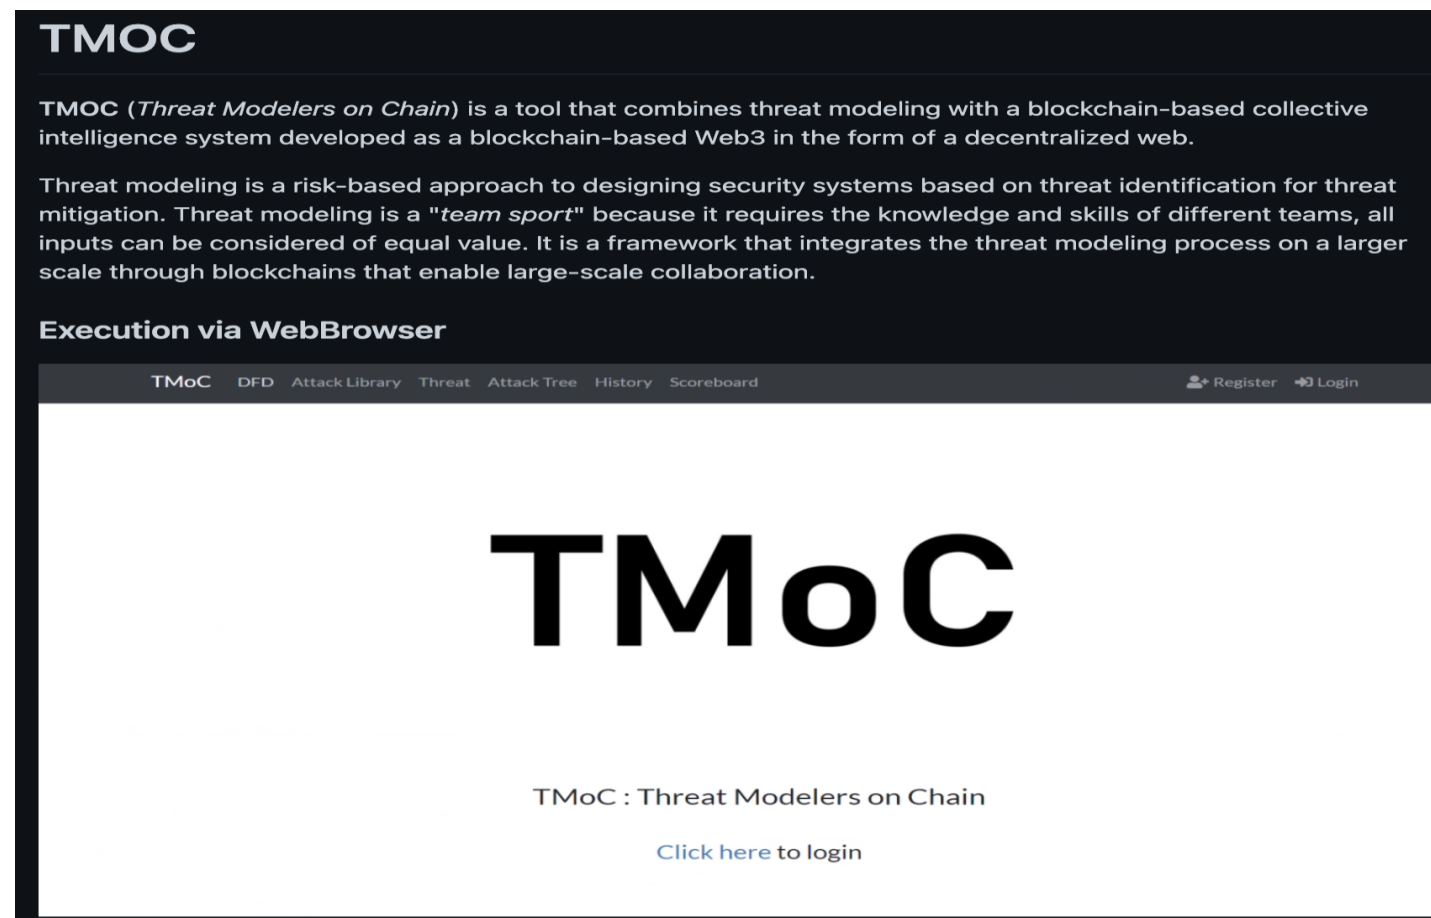 TMOC
TMOC (Threat Modelers on Chain) is a tool that combines threat modeling with a blockchain-based collective
intelligence system developed as a blockchain-based Web3 in the form of a decentralized web.
Threat modeling is a risk-based approach to designing security systems based on threat identification for threat
mitigation. Threat modeling is a "team sport" because it requires the knowledge and skills of different teams, all
inputs can be considered of equal value. It is a framework that integrates the threat modeling process on a larger
scale through blockchains that enable large-scale collaboration.
Execution via WebBrowser
TMoC DFD Attack Library Threat Attack Tree History Scoreboard Register Login
TMoC
TMoC : Threat Modelers on Chain
Click here to login